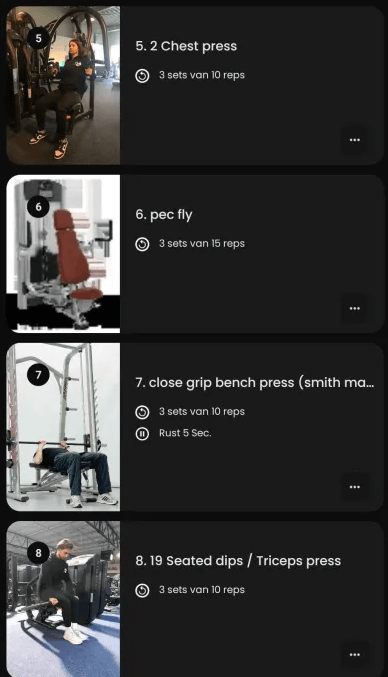 5
5. 2 Chest press
3 sets van 10 reps
6
6. pec fly
3 sets van 15 reps
7
7. close grip bench press (smith ma...
3 sets van 10 reps
Rust 5 Sec.
8
8. 19 Seated dips / Triceps press
3 sets van 10 reps